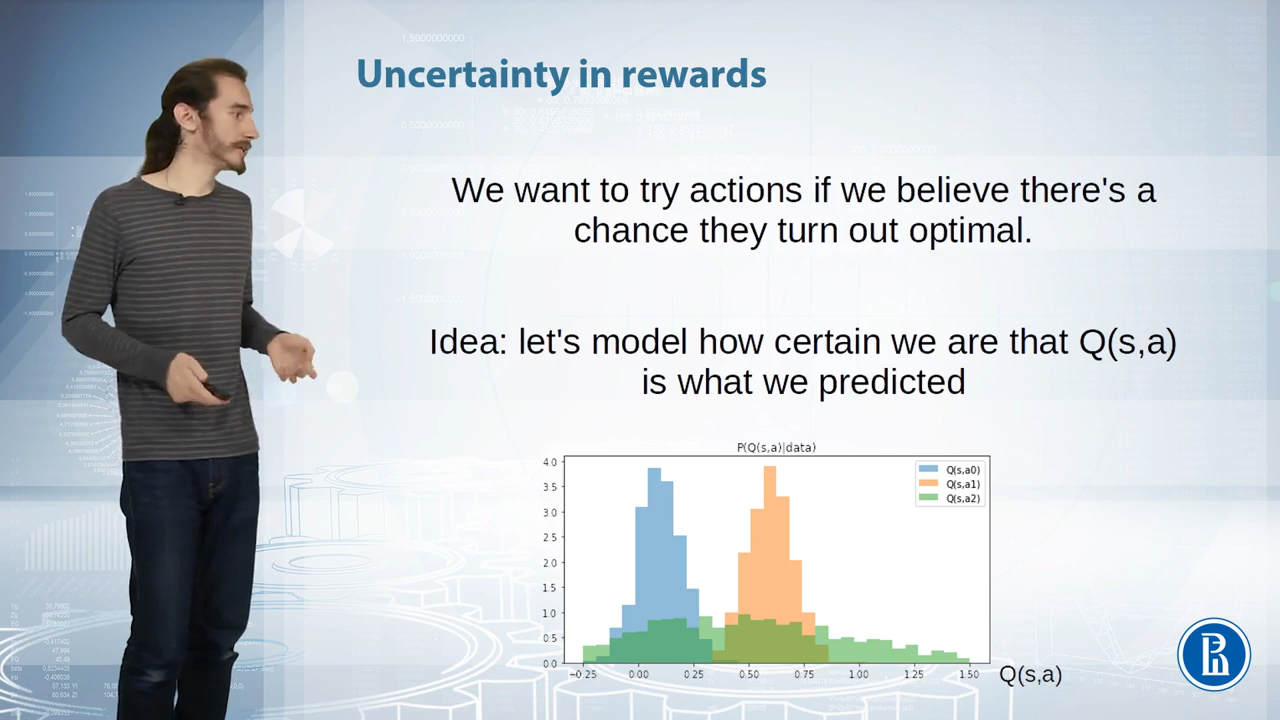 Uncertainty in rewards
We want to try actions if we believe there's a
chance they turn out optimal.
Idea: let's model how certain we are that Q(s,a)
is what we predicted
P(Q(s,a)|data)
4.0
3.5
3.0
2.5
2.0
1.5
1.0
0.5
0.0
Q(s,a0)
Q(s,a1)
Q(s,a2)
−0.25 0.00 0.25 0.50 0.75 1.00 1.25 1.50
Q(s,a)